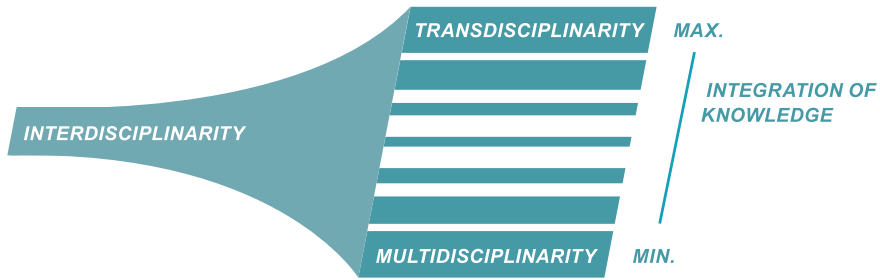 TRANSDISCIPLINARITY
MAX.
INTEGRATION OF
KNOWLEDGE
INTERDISCIPLINARITY
MULTIDISCIPLINARITY
MIN.